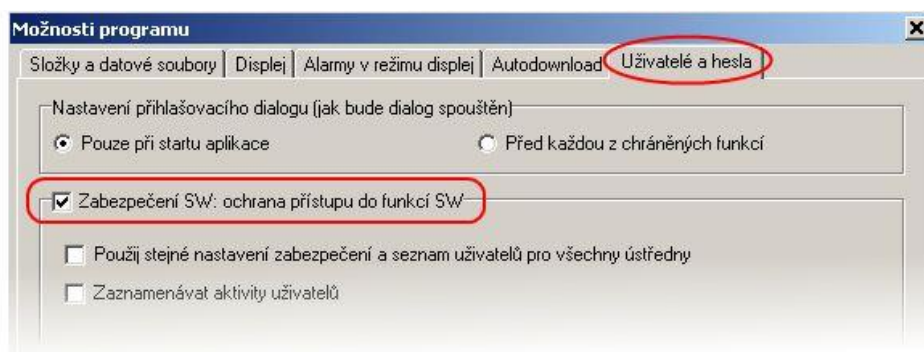 Možnosti programu
Složky a datové soubory Displej Alarmy v režimu displej Autodownload Uživatelé a hesla
Nastavení přihlašovacího dialogu (jak bude dialog spouštěn)
Pouze při startu aplikace Před každou z chráněných funkcí
Zabezpečení SW: ochrana přístupu do funkcí SW
Použij stejné nastavení zabezpečení a seznam uživatelů pro všechny ústředny
Zaznamenávat aktivity uživatelů